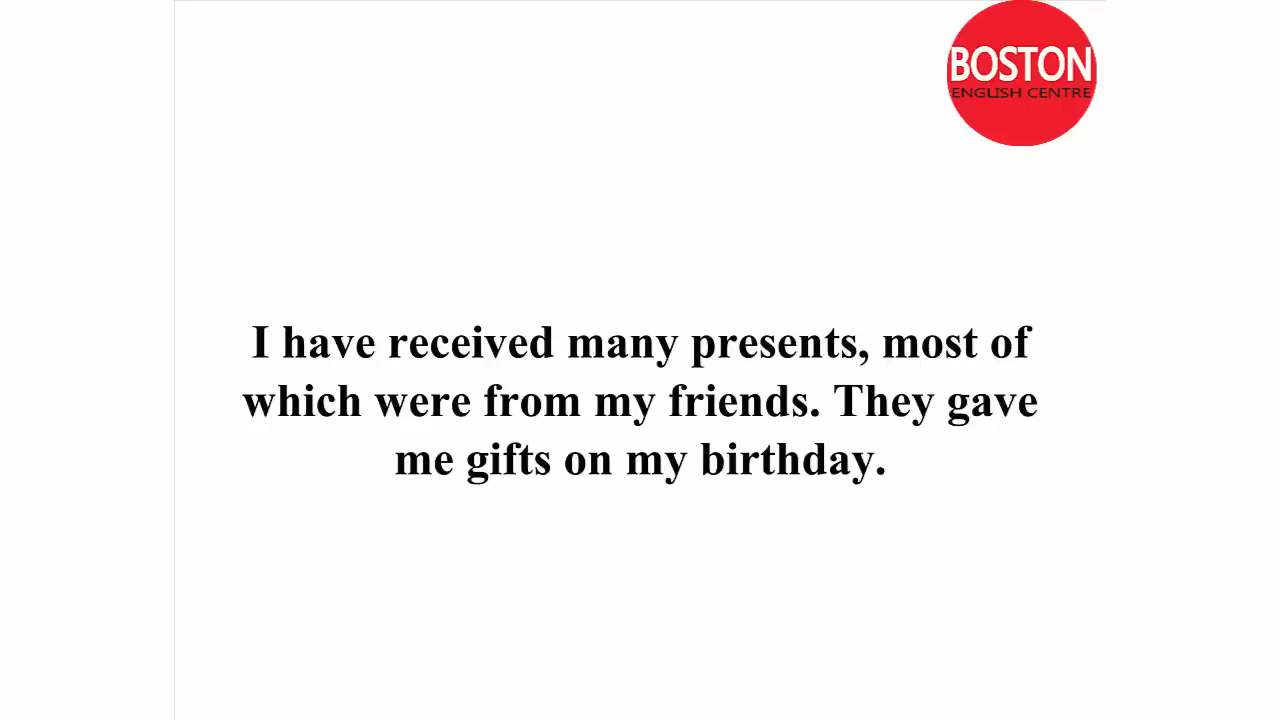 BOSTON
ENGLISH CENTRE
I have received many presents, most of
which were from my friends. They gave
me gifts on my birthday.